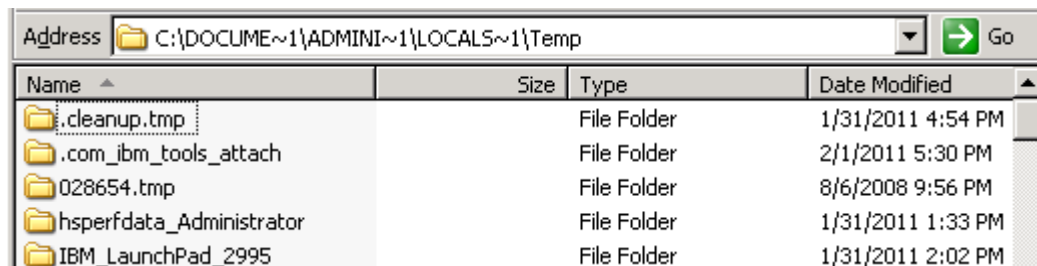 Address C:\DOCUME~1\ADMINI~1\LOCALS~1\Temp Go
Name Size Type Date Modified
.cleanup.tmp File Folder 1/31/2011 4:54 PM
.com_ibm_tools_attach File Folder 2/1/2011 5:30 PM
028654.tmp File Folder 8/6/2008 9:56 PM
hsperfdata_Administrator File Folder 1/31/2011 1:33 PM
IBM_LaunchPad_2995 File Folder 1/31/2011 2:02 PM